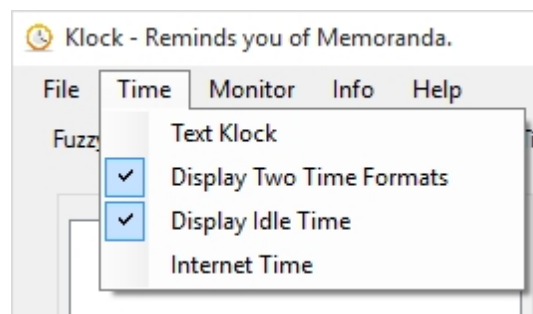 Klock - Reminds you of Memoranda.
File Time Monitor Info Help
Text Klock
Display Two Time Formats
Display Idle Time
Internet Time